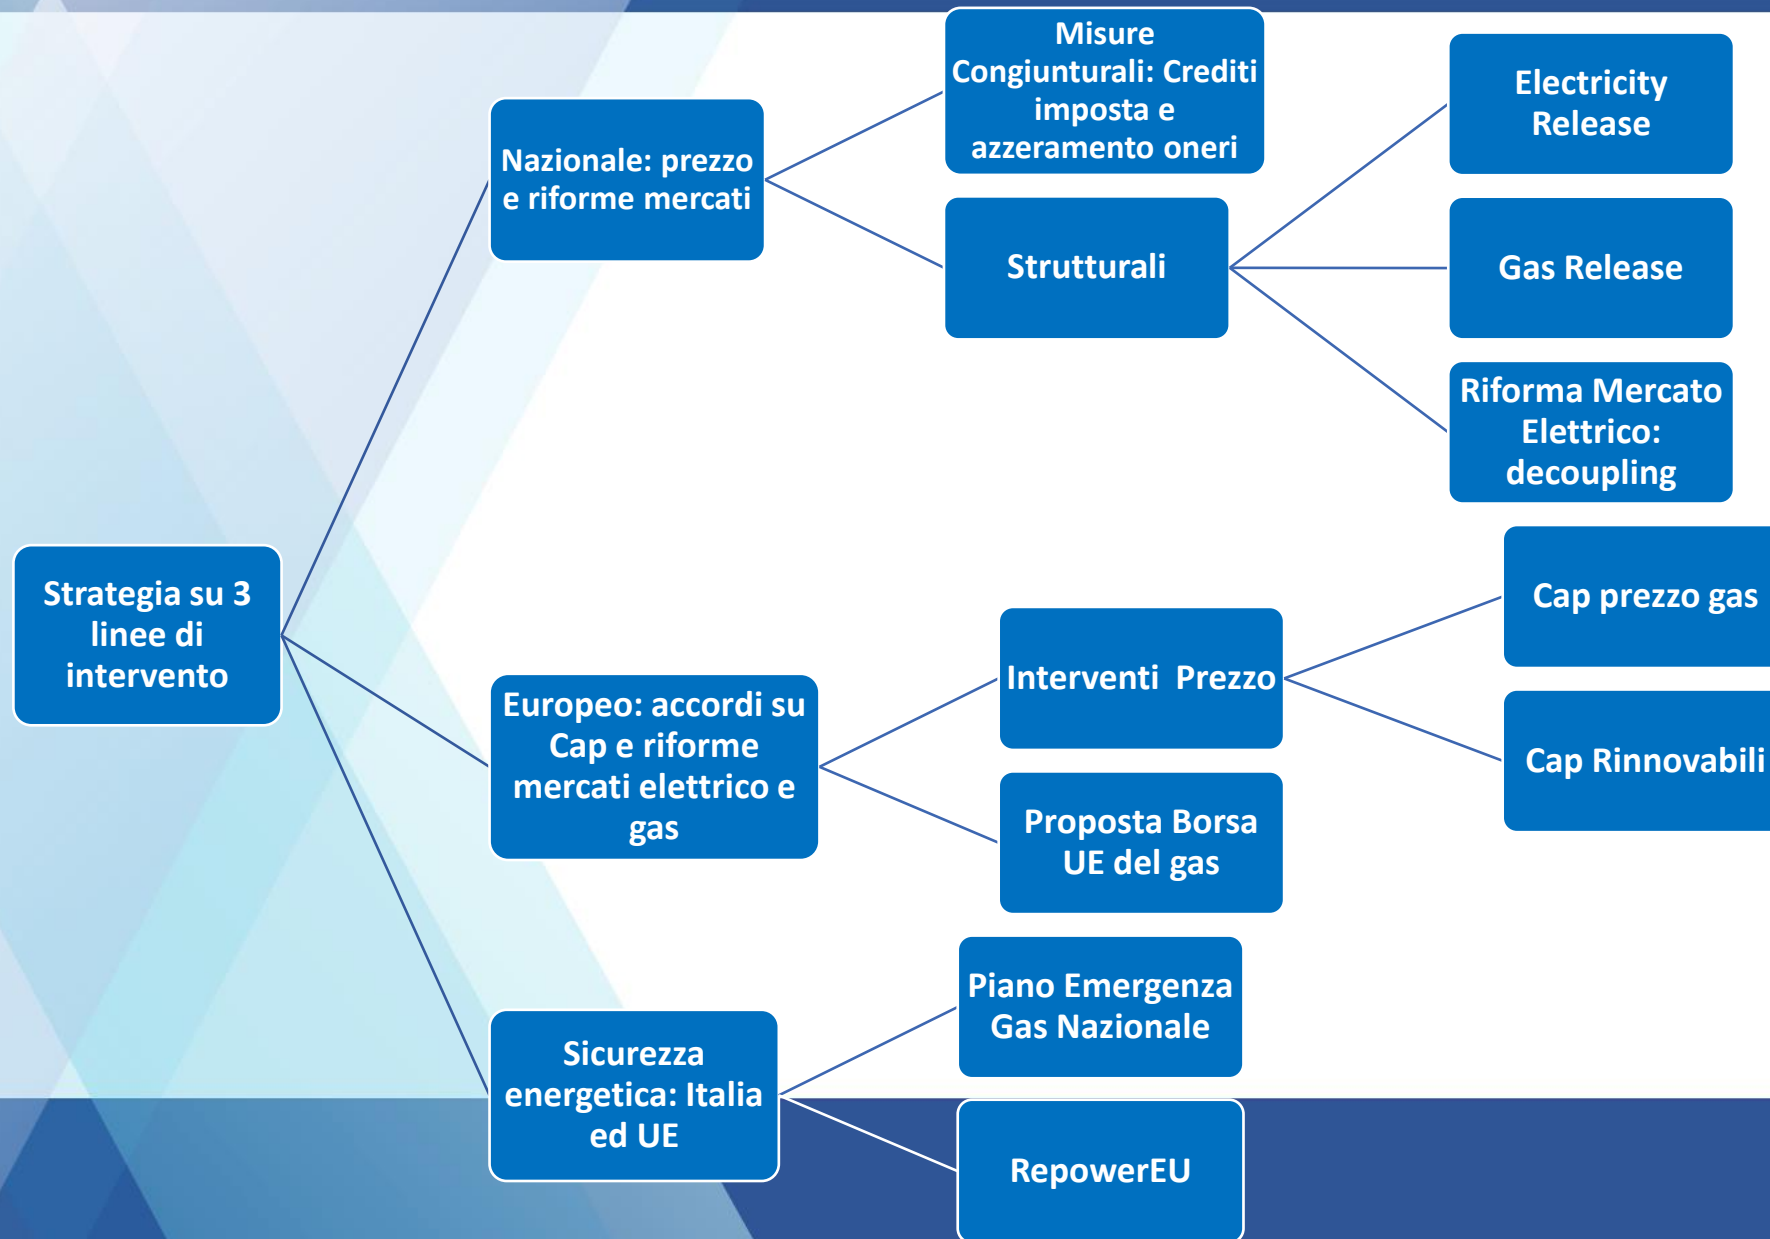 Strategia su 3
linee di
intervento
Nazionale: prezzo
e riforme mercati
Misure
Congiunturali: Crediti
imposta e
azzeramento oneri
Strutturali
Electricity
Release
Gas Release
Riforma Mercato
Elettrico:
decoupling
Europeo: accordi su
Cap e riforme
mercati elettrico e
gas
Interventi Prezzo
Cap prezzo gas
Cap Rinnovabili
Proposta Borsa
UE del gas
Sicurezza
energetica: Italia
ed UE
Piano Emergenza
Gas Nazionale
RepowerEU